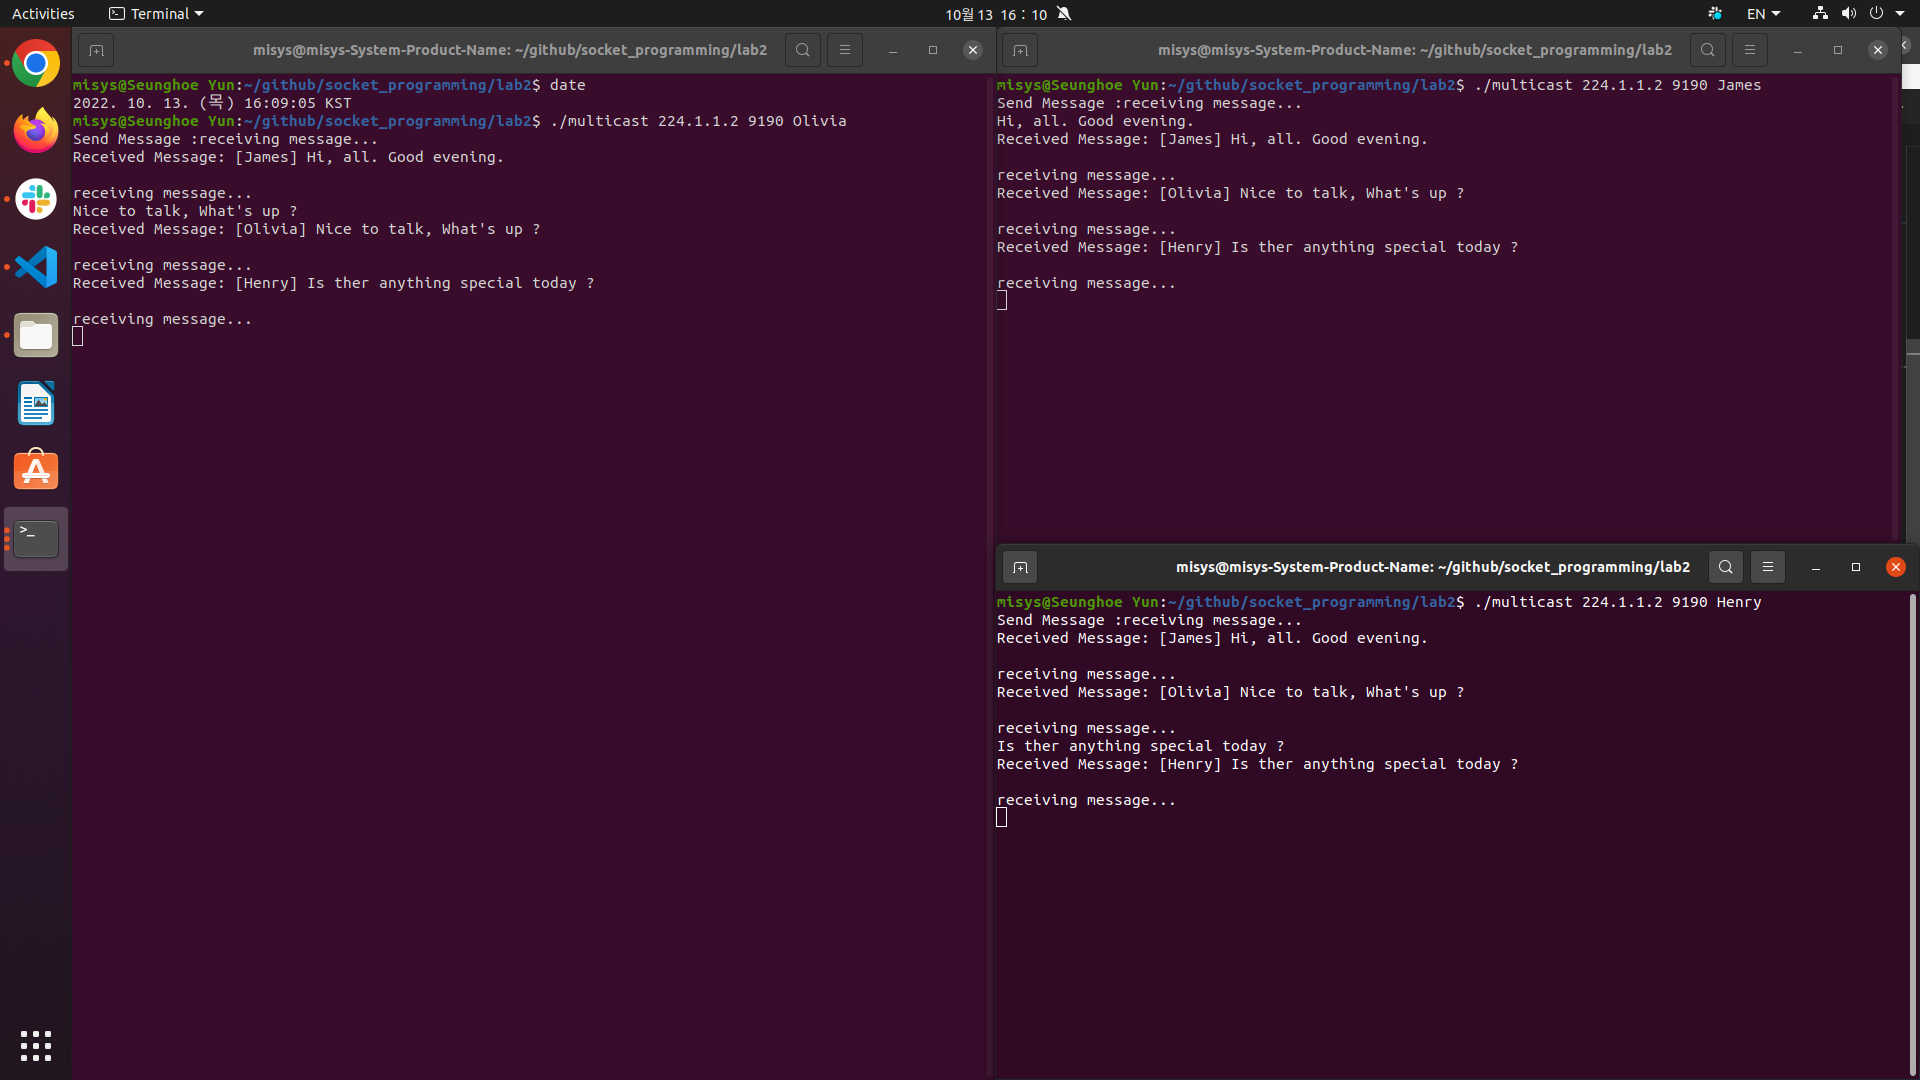 Activities
Terminal
10월 13 16 : 10
EN
misys@misys-System-Product-Name: ~/github/socket_programming/lab2
misys@Seunghoe Yun:~/github/socket_programming/lab2$ date
2022. 10. 13. (목) 16:09:05 KST
misys@Seunghoe Yun:~/github/socket_programming/lab2$ ./multicast 224.1.1.2 9190 Olivia
Send Message :receiving message...
Received Message: [James] Hi, all. Good evening.
receiving message...
Nice to talk, What's up ?
Received Message: [Olivia] Nice to talk, What's up ?
receiving message...
Received Message: [Henry] Is ther anything special today ?
receiving message...
misys@misys-System-Product-Name: ~/github/socket_programming/lab2
misys@Seunghoe Yun:~/github/socket_programming/lab2$ ./multicast 224.1.1.2 9190 James
Send Message :receiving message...
Hi, all. Good evening.
Received Message: [James] Hi, all. Good evening.
receiving message...
Received Message: [Olivia] Nice to talk, What's up ?
receiving message...
Received Message: [Henry] Is ther anything special today ?
receiving message...
misys@misys-System-Product-Name: ~/github/socket_programming/lab2
misys@Seunghoe Yun:~/github/socket_programming/lab2$ ./multicast 224.1.1.2 9190 Henry
Send Message :receiving message...
Received Message: [James] Hi, all. Good evening.
receiving message...
Received Message: [Olivia] Nice to talk, What's up ?
receiving message...
Is ther anything special today ?
Received Message: [Henry] Is ther anything special today ?
receiving message...